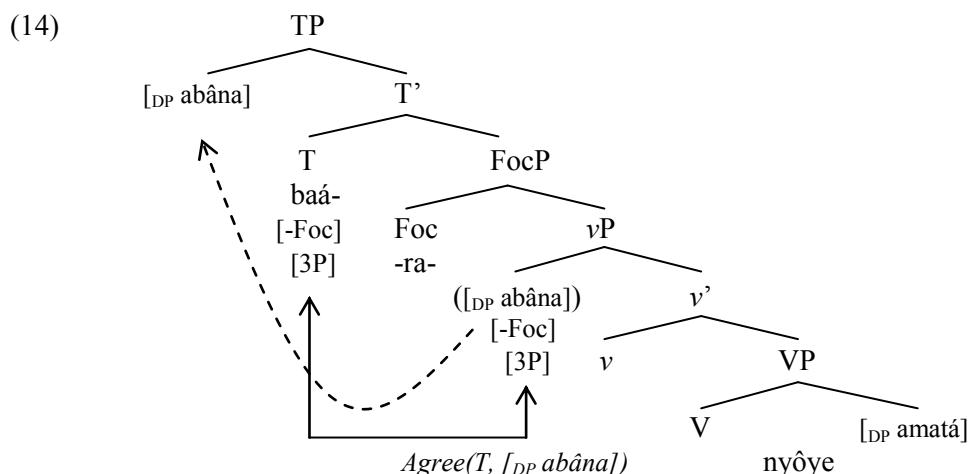 (14) TP
[DP abâna] T’
T FocP
baá-
[-Foc] Foc vP
[3P] -ra-
([DP abâna]) v’
[-Foc]
[3P] v VP
V [DP amatá]
Agree(T, [DP abâna]) nyôye